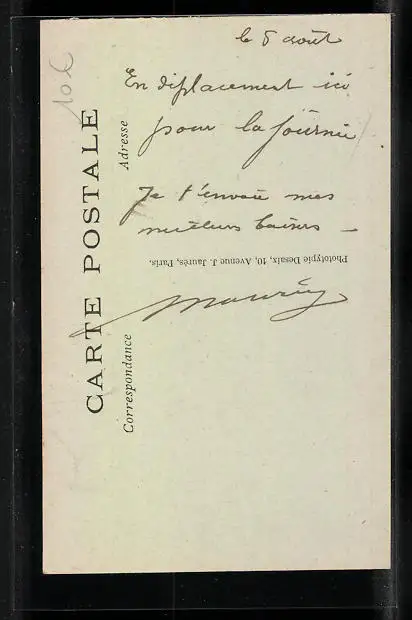 le 8 août
En déplacement ici
pour la journée
Je t'envoie mes
meilleurs baisers –
Maurice
CARTE POSTALE
Correspondance
Adresse
Phototypie Desaix, 10, Avenue J. Jaurès, Paris.
10€